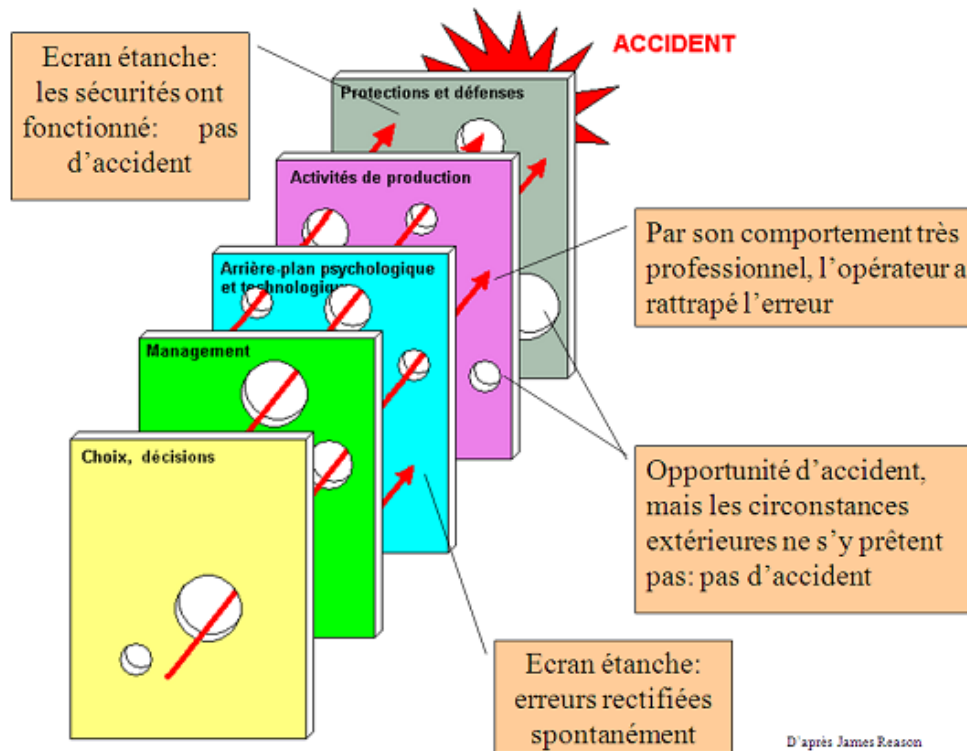 Ecran étanche:
les sécurités ont
fonctionné: pas
d’accident
ACCIDENT
Protections et défenses
Activités de production
Arrière-plan psychologique
et technologique
Management
Choix, décisions
Par son comportement très
professionnel, l’opérateur a
rattrapé l’erreur
Opportunité d’accident,
mais les circonstances
extérieures ne s’y prêtent
pas: pas d’accident
Ecran étanche:
erreurs rectifiées
spontanément
D’après James Reason